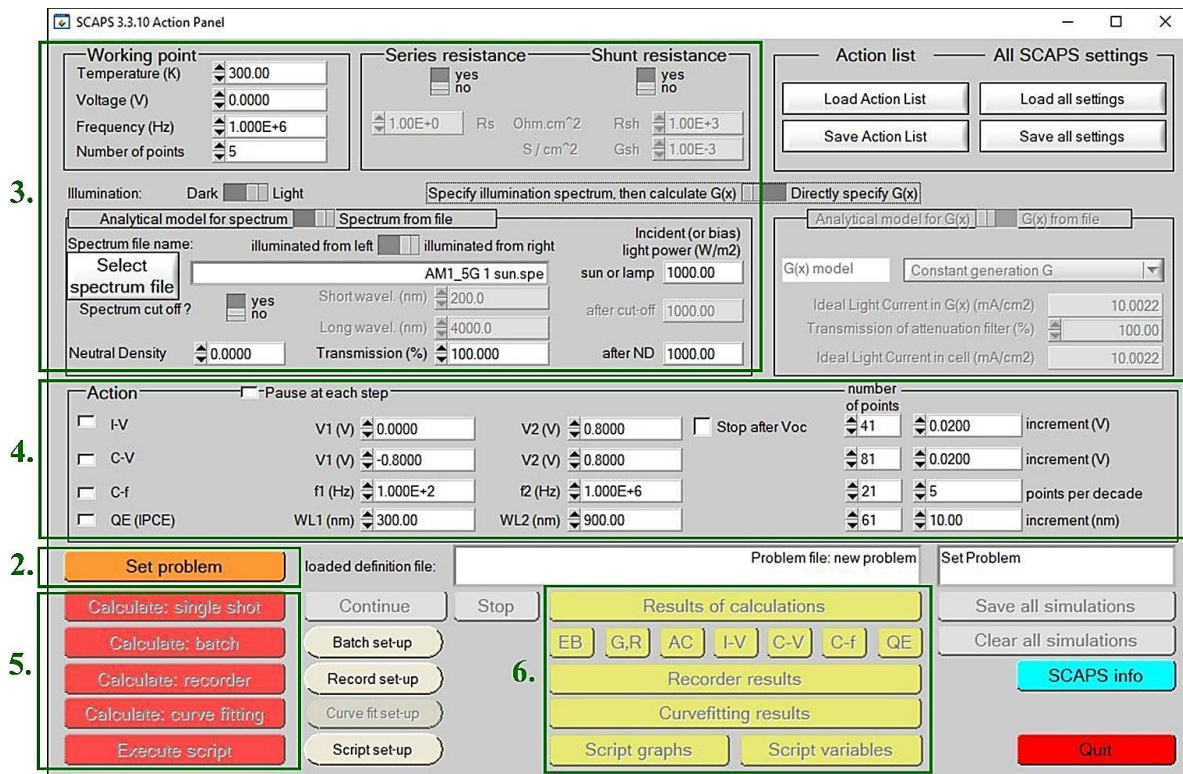 SCAPS 3.3.10 Action Panel
Working point
Temperature (K) 300.00
Voltage (V) 0.0000
Frequency (Hz) 1.000E+6
Number of points 5
Series resistance Shunt resistance
yes yes
no no
1.00E+0 Rs Ohm.cm^2 Rsh 1.00E+3
S / cm^2 Gsh 1.00E-3
Action list All SCAPS settings
Load Action List Load all settings
Save Action List Save all settings
3.
Illumination: Dark Light Specify illumination spectrum, then calculate G(x) Directly specify G(x)
Analytical model for spectrum Spectrum from file
Spectrum file name: illuminated from left illuminated from right
Incident (or bias)
light power (W/m2)
Select
spectrum file
AM1_5G 1 sun.spe
sun or lamp 1000.00
Spectrum cut off ? yes
no
Short wavel. (nm) 200.0
after cut-off 1000.00
Long wavel. (nm) 4000.0
Neutral Density 0.0000 Transmission (%) 100.000 after ND 1000.00
Analytical model for G(x) G(x) from file
G(x) model Constant generation G
Ideal Light Current in G(x) (mA/cm2) 10.0022
Transmission of attenuation filter (%) 100.00
Ideal Light Current in cell (mA/cm2) 10.0022
4.
Action Pause at each step number
of points
I-V V1 (V) 0.0000 V2 (V) 0.8000 Stop after Voc 41 0.0200 increment (V)
C-V V1 (V) -0.8000 V2 (V) 0.8000 81 0.0200 increment (V)
C-f f1 (Hz) 1.000E+2 f2 (Hz) 1.000E+6 21 5 points per decade
QE (IPCE) WL1 (nm) 300.00 WL2 (nm) 900.00 61 10.00 increment (nm)
2. Set problem loaded definition file: Problem file: new problem Set Problem
5.
Calculate: single shot Continue Stop Results of calculations Save all simulations
Calculate: batch Batch set-up EB G,R AC I-V C-V C-f QE Clear all simulations
Calculate: recorder Record set-up 6. Recorder results SCAPS info
Calculate: curve fitting Curve fit set-up Curvefitting results
Execute script Script set-up Script graphs Script variables Quit